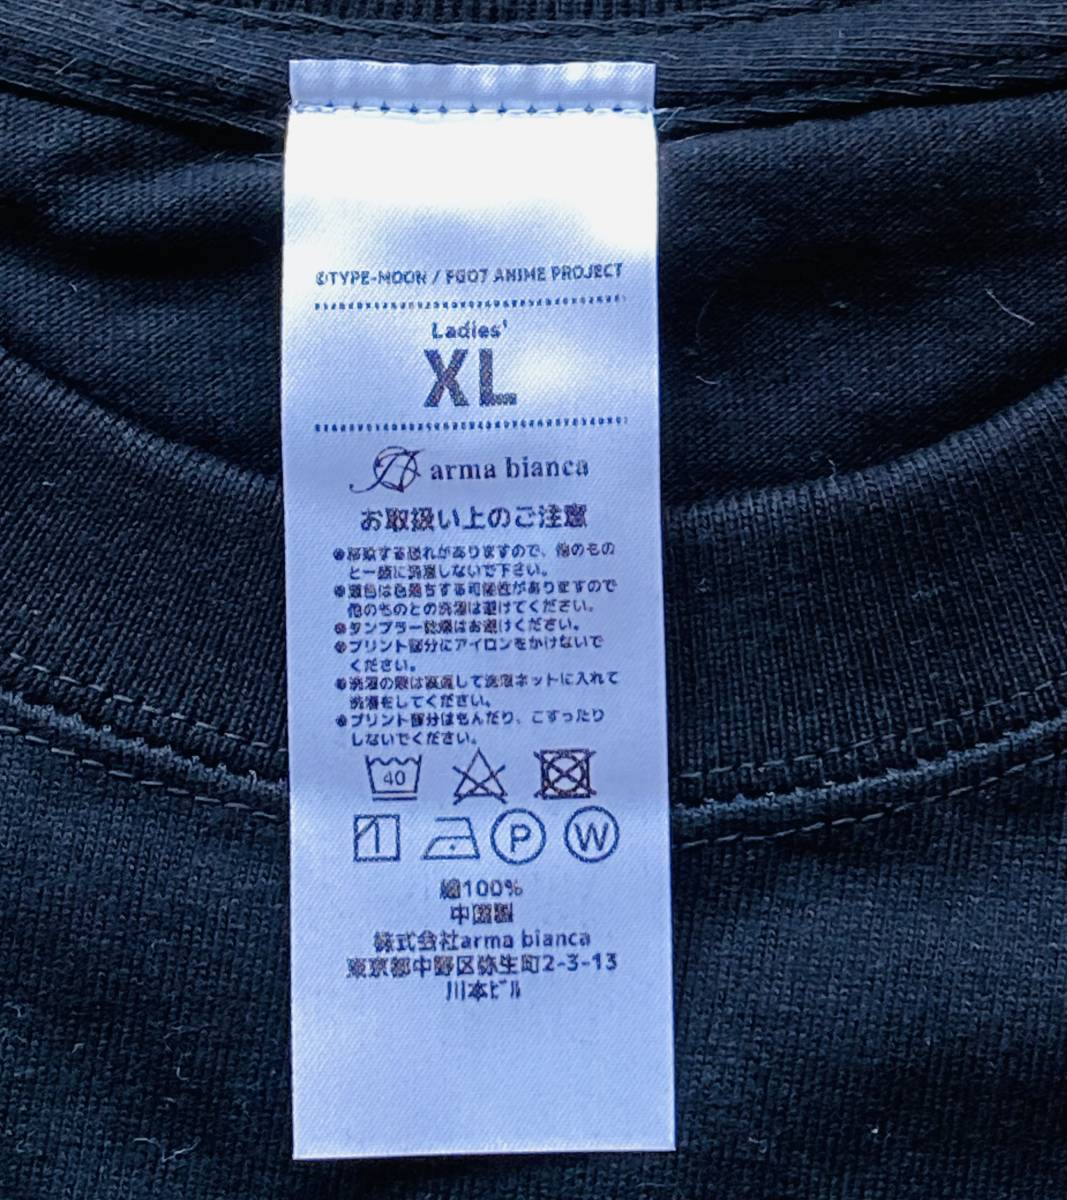 ©TYPE-MOON / FGO7 ANIME PROJECT
Ladies'
XL
arma bianca
お取扱い上のご注意
●移染する恐れがありますので、他のもの
と一緒に洗濯しないで下さい。
●濃色は色落ちする可能性がありますので
他のものとの洗濯は避けてください。
●タンブラー乾燥はお避けください。
●プリント部分にアイロンをかけないで
ください。
●洗濯の際は裏返して洗濯ネットに入れて
洗濯をしてください。
●プリント部分はもんだり、こすったり
しないでください。
40
P W
綿100%
中国製
株式会社arma bianca
東京都中野区弥生町2-3-13
川本ビル